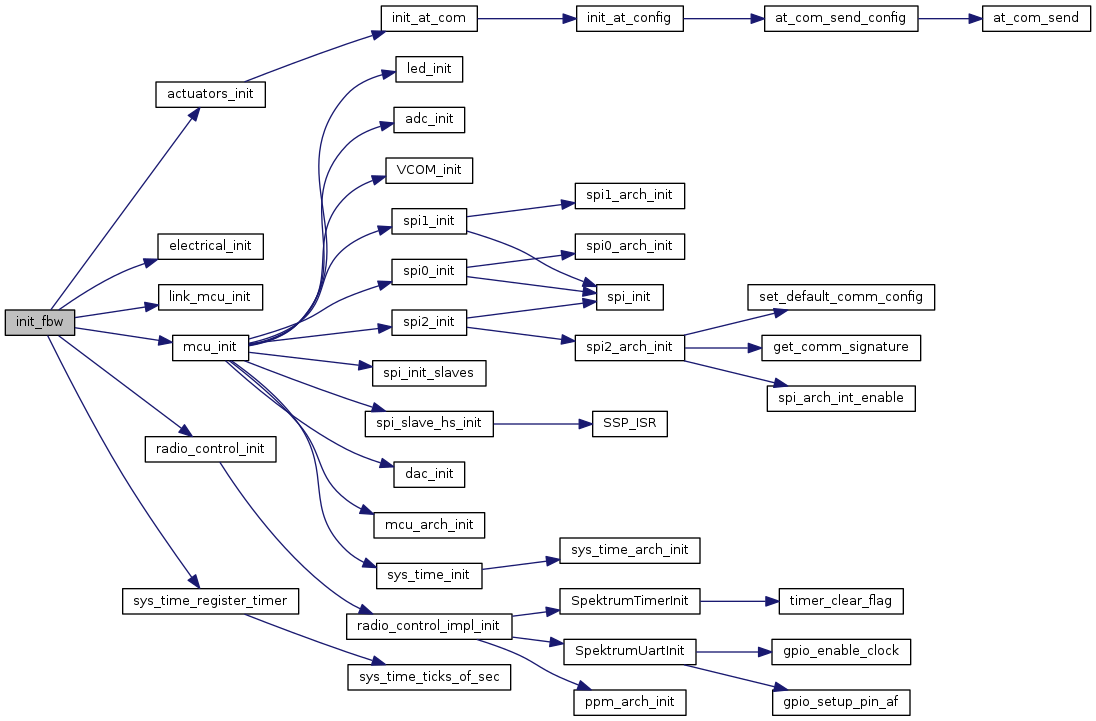 init_at_com
init_at_config
at_com_send_config
at_com_send
led_init
actuators_init
adc_init
VCOM_init
spi1_arch_init
spi1_init
electrical_init
spi0_arch_init
spi0_init
link_mcu_init
spi_init
set_default_comm_config
init_fbw
spi2_init
mcu_init
spi2_arch_init
get_comm_signature
spi_init_slaves
spi_arch_int_enable
spi_slave_hs_init
SSP_ISR
radio_control_init
dac_init
mcu_arch_init
sys_time_arch_init
sys_time_init
sys_time_register_timer
SpektrumTimerInit
timer_clear_flag
radio_control_impl_init
SpektrumUartInit
gpio_enable_clock
sys_time_ticks_of_sec
ppm_arch_init
gpio_setup_pin_af